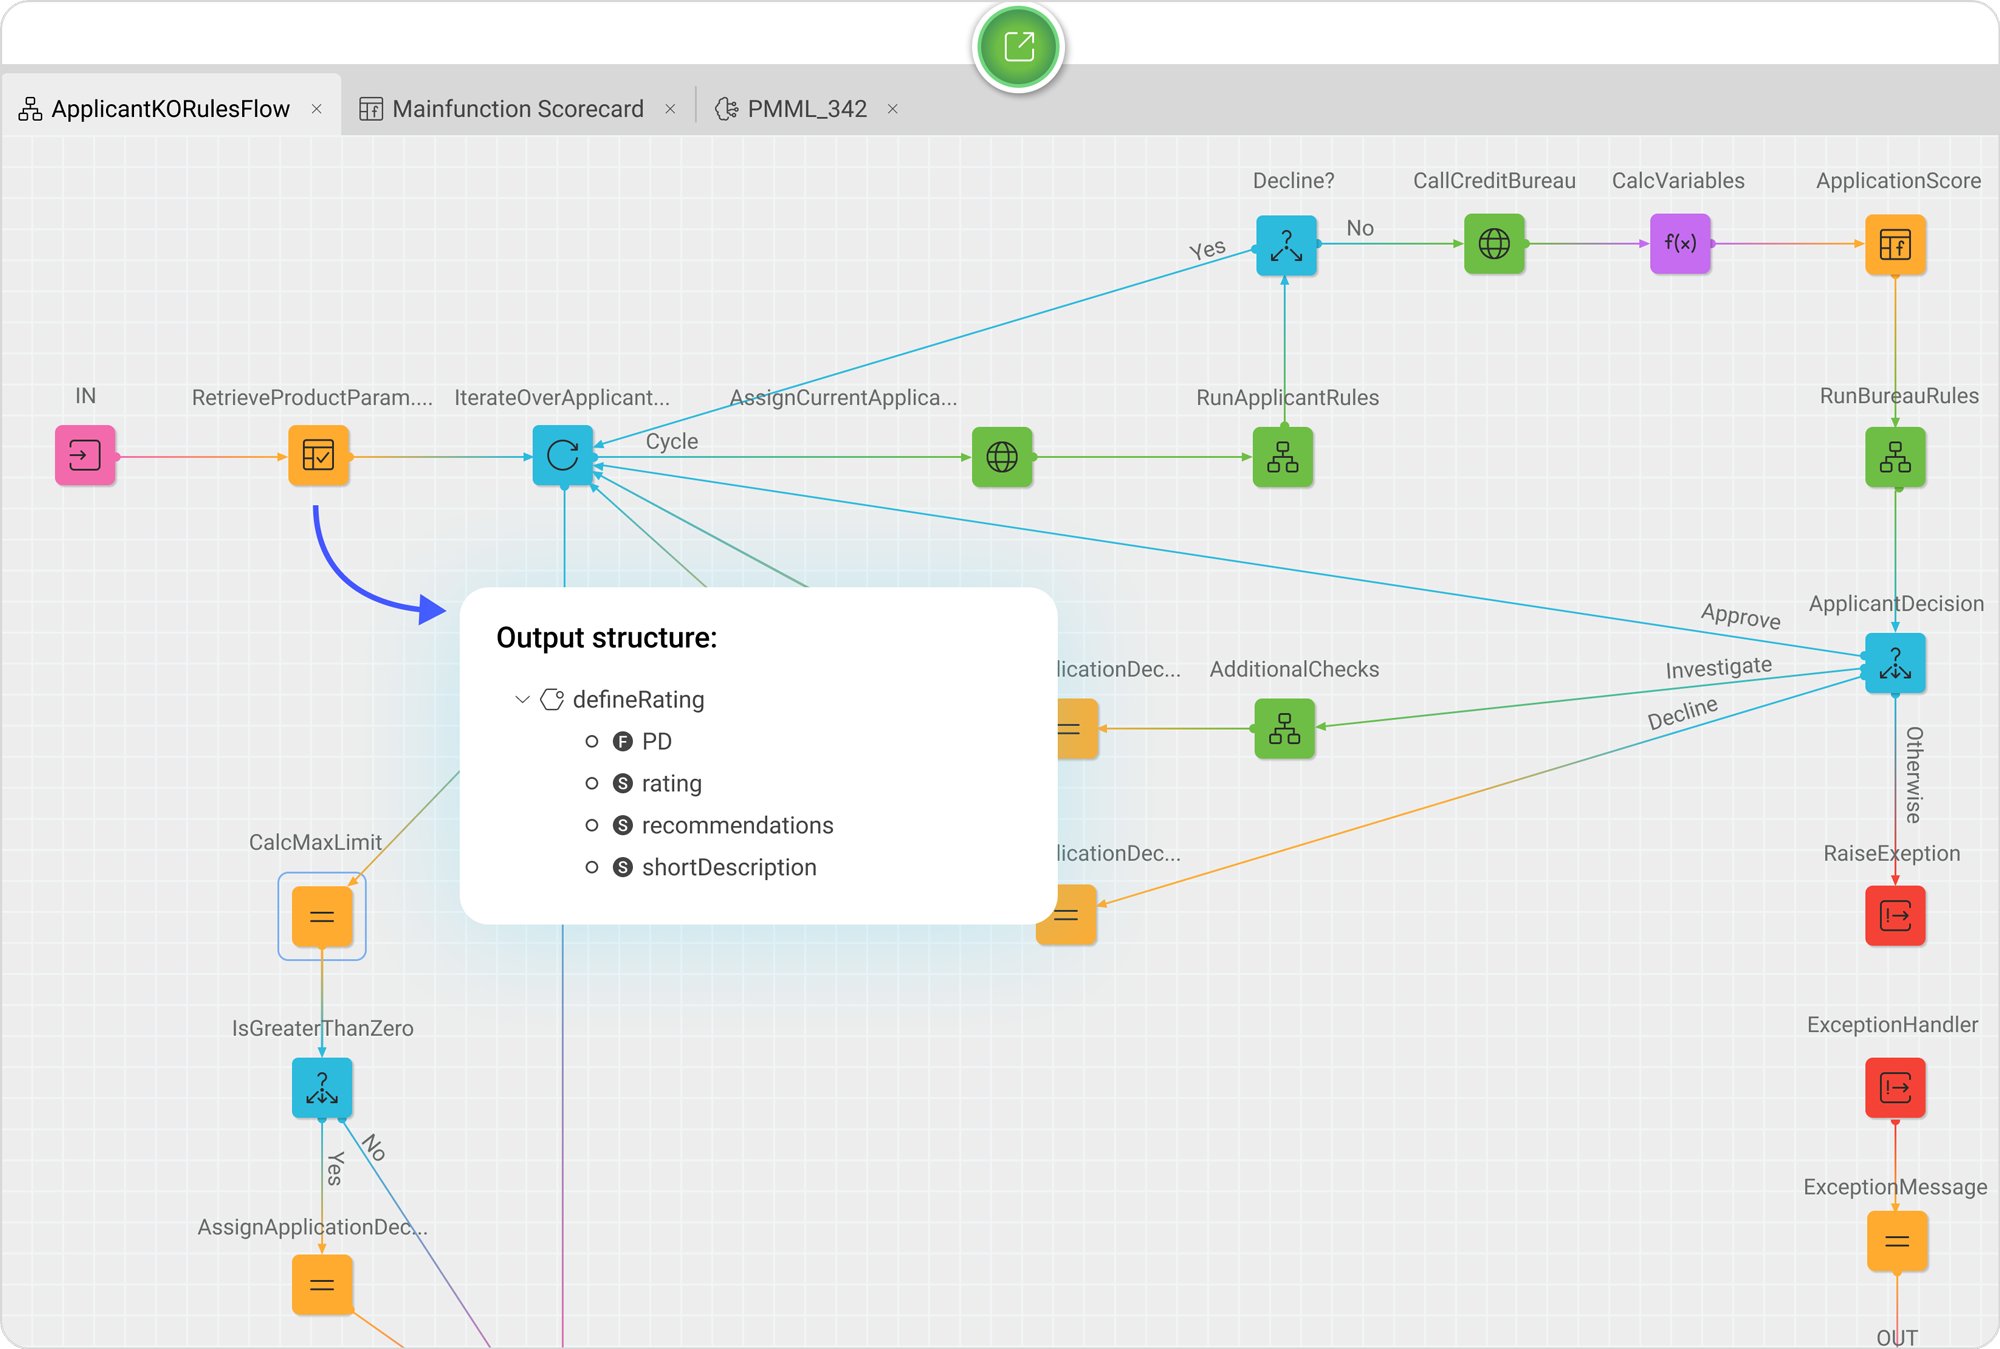 ApplicantKORulesFlow
Mainfunction Scorecard
PMML_342
Decline?
CallCreditBureau
CalcVariables
ApplicationScore
Yes
No
f(x)
f
IN
RetrieveProductParam....
IterateOverApplicant...
AssignCurrentApplica...
RunApplicantRules
RunBureauRules
Cycle
ApplicantDecision
Approve
Output structure:
licationDec...
AdditionalChecks
Investigate
defineRating
Decline
F PD
Otherwise
S rating
S recommendations
CalcMaxLimit
licationDec...
RaiseExeption
S shortDescription
IsGreaterThanZero
ExceptionHandler
No
Yes
ExceptionMessage
AssignApplicationDec...
OUT